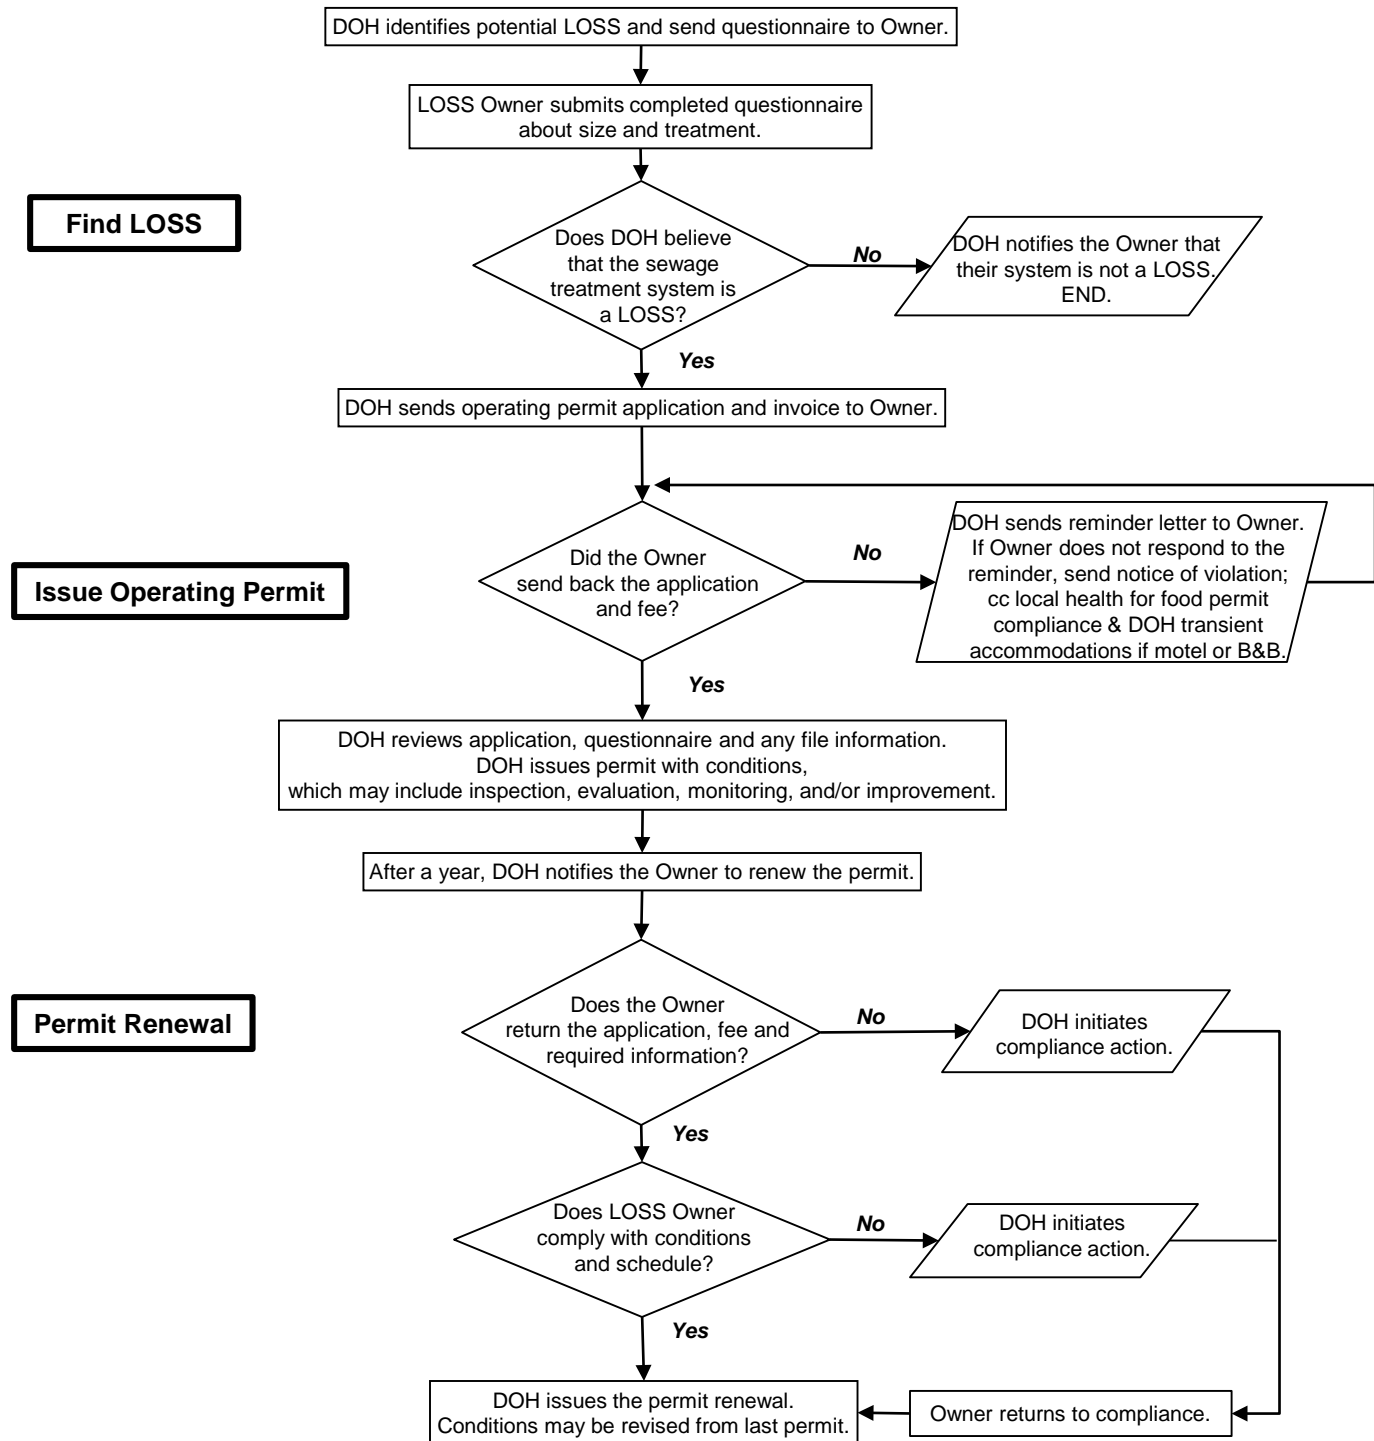 DOH identifies potential LOSS and send questionnaire to Owner.
LOSS Owner submits completed questionnaire
about size and treatment.
Find LOSS
Does DOH believe
that the sewage
treatment system is
a LOSS?
No
DOH notifies the Owner that
their system is not a LOSS.
END.
Yes
DOH sends operating permit application and invoice to Owner.
Issue Operating Permit
Did the Owner
send back the application
and fee?
No
DOH sends reminder letter to Owner.
If Owner does not respond to the
reminder, send notice of violation;
cc local health for food permit
compliance & DOH transient
accommodations if motel or B&B.
Yes
DOH reviews application, questionnaire and any file information.
DOH issues permit with conditions,
which may include inspection, evaluation, monitoring, and/or improvement.
After a year, DOH notifies the Owner to renew the permit.
Permit Renewal
Does the Owner
return the application, fee and
required information?
No
DOH initiates
compliance action.
Yes
Does LOSS Owner
comply with conditions
and schedule?
No
DOH initiates
compliance action.
Yes
DOH issues the permit renewal.
Conditions may be revised from last permit.
Owner returns to compliance.